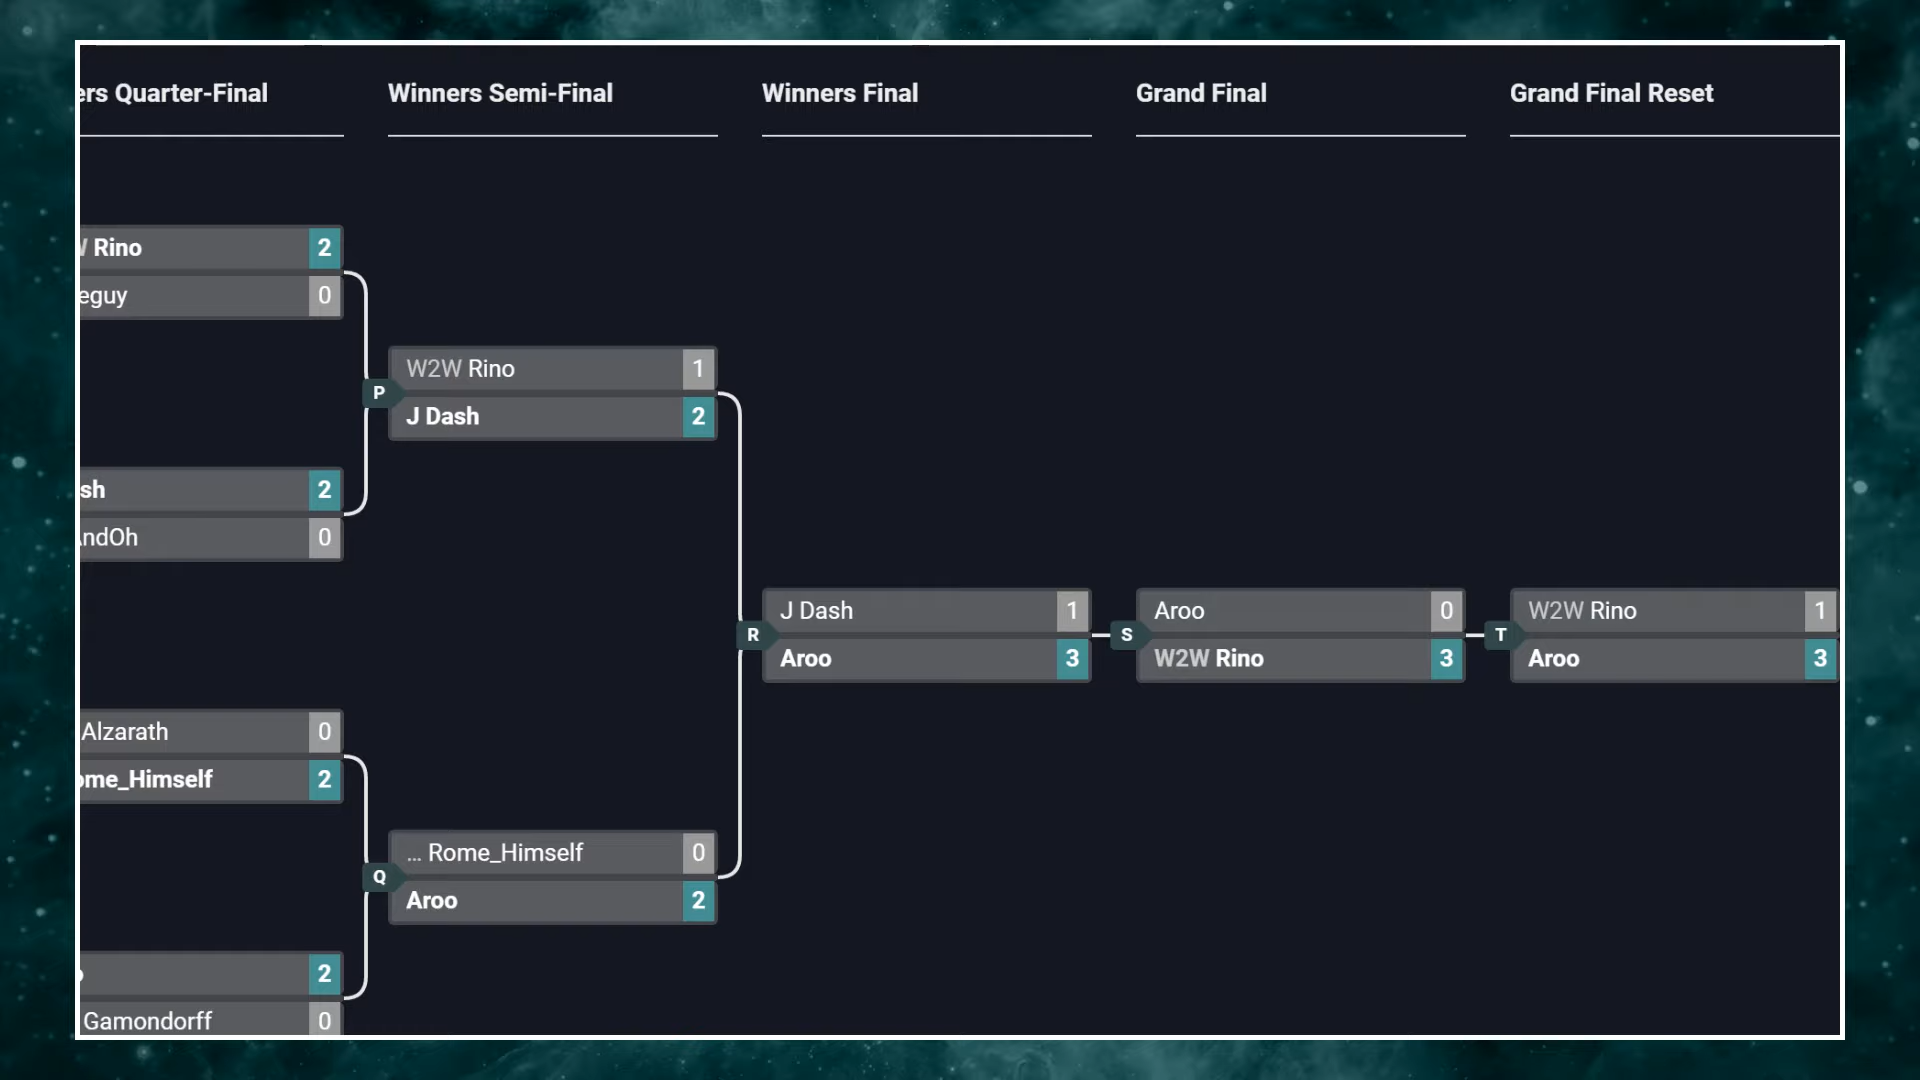 ers Quarter-Final
Winners Semi-Final
Winners Final
Grand Final
Grand Final Reset
Rino 2
eguy 0
W2W Rino 1
P
J Dash 2
sh 2
AndOh 0
J Dash 1
R
Aroo 3
Aroo 0
S
W2W Rino 3
W2W Rino 1
T
Aroo 3
Alzarath 0
ome_Himself 2
... Rome_Himself 0
Q
Aroo 2
2
Gamondorff 0